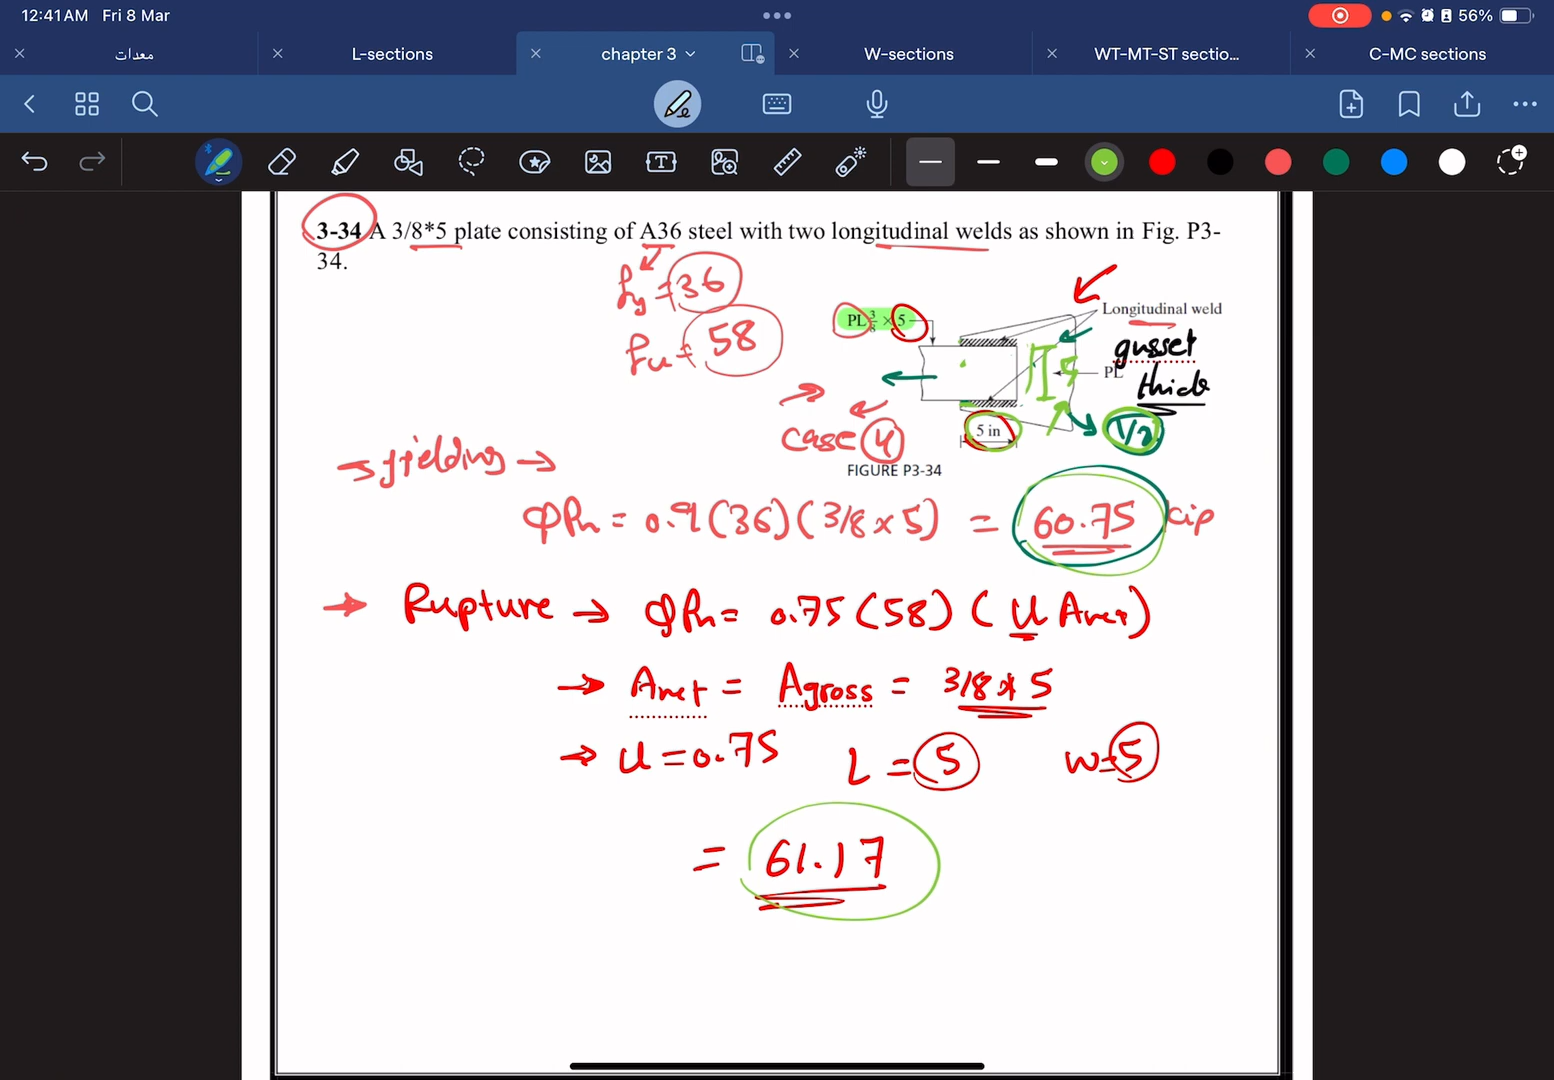 12:41 AM Fri 8 Mar
56%
معدات
L-sections
chapter 3
W-sections
WT-MT-ST sectio...
C-MC sections
3-34 A 3/8*5 plate consisting of A36 steel with two longitudinal welds as shown in Fig. P3-
34.
fy = 36
fu = 58
PL 3/8 × 5
Longitudinal weld
gusset
PL
thick
5 in
1/2
case 4
FIGURE P3-34
→ yielding →
ΦPn = 0.9(36)(3/8 x 5) = 60.75 kip
→ Rupture → ΦPn = 0.75(58)(U Anet)
→ Anet = Agross = 3/8 * 5
→ U = 0.75 L = 5 W = 5
= 61.17